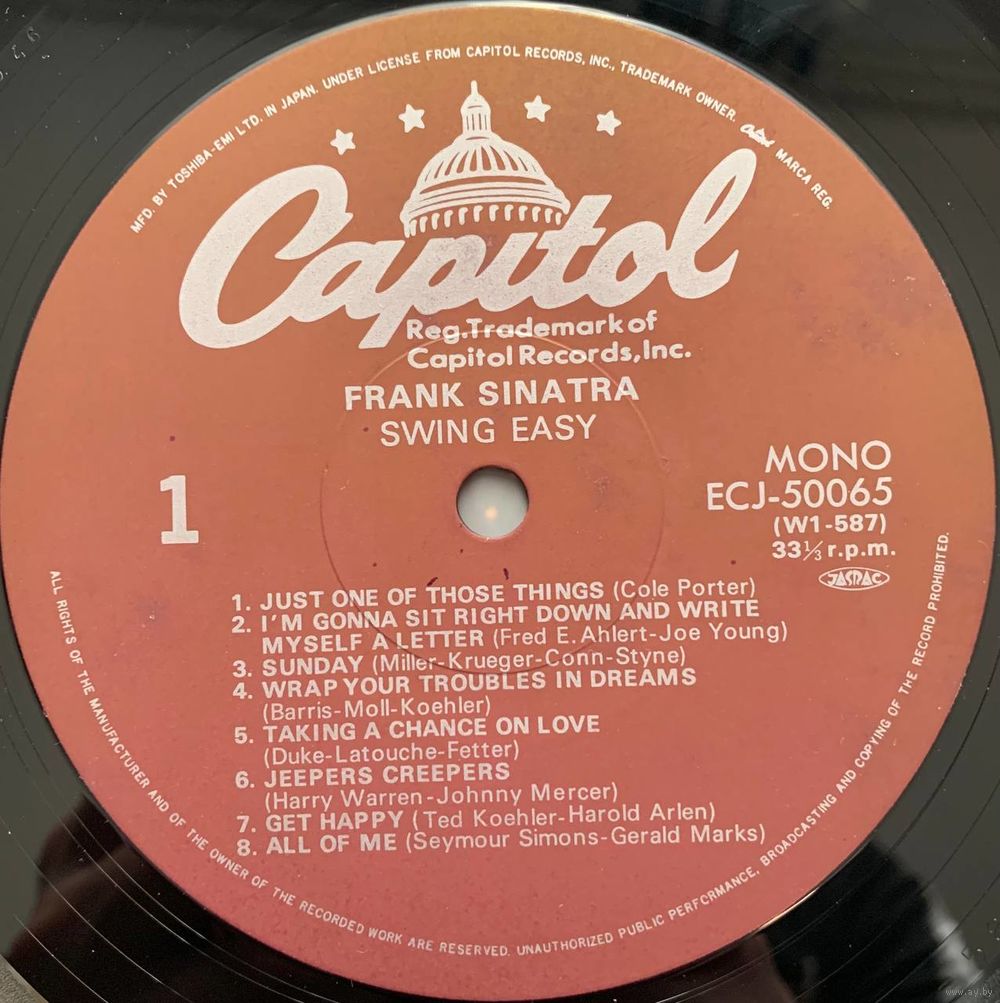 MFD. BY TOSHIBA-EMI LTD. IN JAPAN. UNDER LICENSE FROM CAPITOL RECORDS, INC., TRADEMARK OWNER. Capitol MARCA REG.
Capitol
Reg.Trademark of
Capitol Records,Inc.
FRANK SINATRA
SWING EASY
1
MONO
ECJ-50065
(W1-587)
33⅓ r.p.m.
JASRAC
1. JUST ONE OF THOSE THINGS (Cole Porter)
2. I'M GONNA SIT RIGHT DOWN AND WRITE
MYSELF A LETTER (Fred E. Ahlert-Joe Young)
3. SUNDAY (Miller-Krueger-Conn-Styne)
4. WRAP YOUR TROUBLES IN DREAMS
(Barris-Moll-Koehler)
5. TAKING A CHANCE ON LOVE
(Duke-Latouche-Fetter)
6. JEEPERS CREEPERS
(Harry Warren-Johnny Mercer)
7. GET HAPPY (Ted Koehler-Harold Arlen)
8. ALL OF ME (Seymour Simons-Gerald Marks)
ALL RIGHTS OF THE MANUFACTURER AND OF THE OWNER OF THE RECORDED WORK ARE RESERVED. UNAUTHORIZED PUBLIC PERFORMANCE, BROADCASTING AND COPYING OF THE RECORD PROHIBITED.
www.ay.by